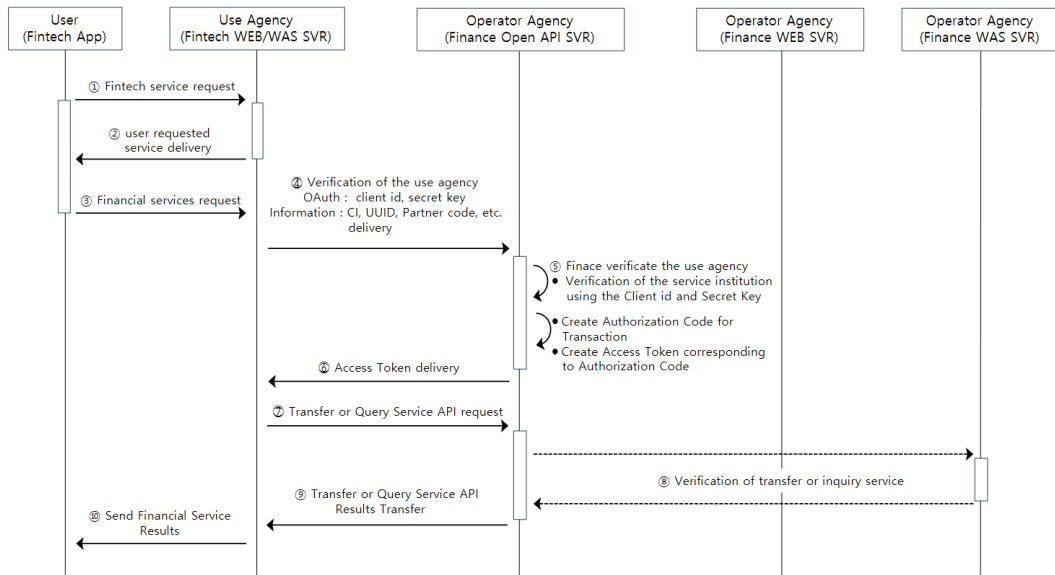 User
(Fintech App)
Use Agency
(Fintech WEB/WAS SVR)
Operator Agency
(Finance Open API SVR)
Operator Agency
(Finance WEB SVR)
Operator Agency
(Finance WAS SVR)
① Fintech service request
② user requested
service delivery
③ Financial services request
④ Verification of the use agency
OAuth : client id, secret key
Information : CI, UUID, Partner code, etc.
delivery
⑤ Finace verificate the use agency
● Verification of the service institution
using the Client id and Secret Key
● Create Authorization Code for
Transaction
● Create Access Token corresponding
to Authorization Code
⑥ Access Token delivery
⑦ Transfer or Query Service API request
⑧ Verification of transfer or inquiry service
⑨ Transfer or Query Service API
Results Transfer
⑩ Send Financial Service
Results